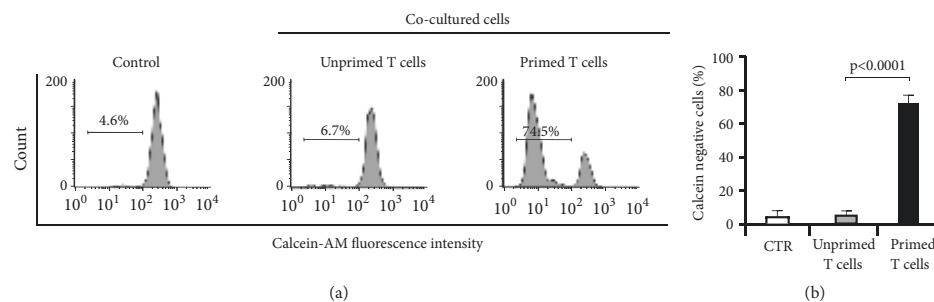 Co-cultured cells
Control
Unprimed T cells
Primed T cells
200
4.6%
0
10⁰ 10¹ 10² 10³ 10⁴
200
6.7%
0
10⁰ 10¹ 10² 10³ 10⁴
200
74.5%
0
10⁰ 10¹ 10² 10³ 10⁴
Count
Calcein-AM fluorescence intensity
(a)
Calcein negative cells (%)
100
80
60
40
20
0
p<0.0001
CTR
Unprimed
T cells
Primed
T cells
(b)